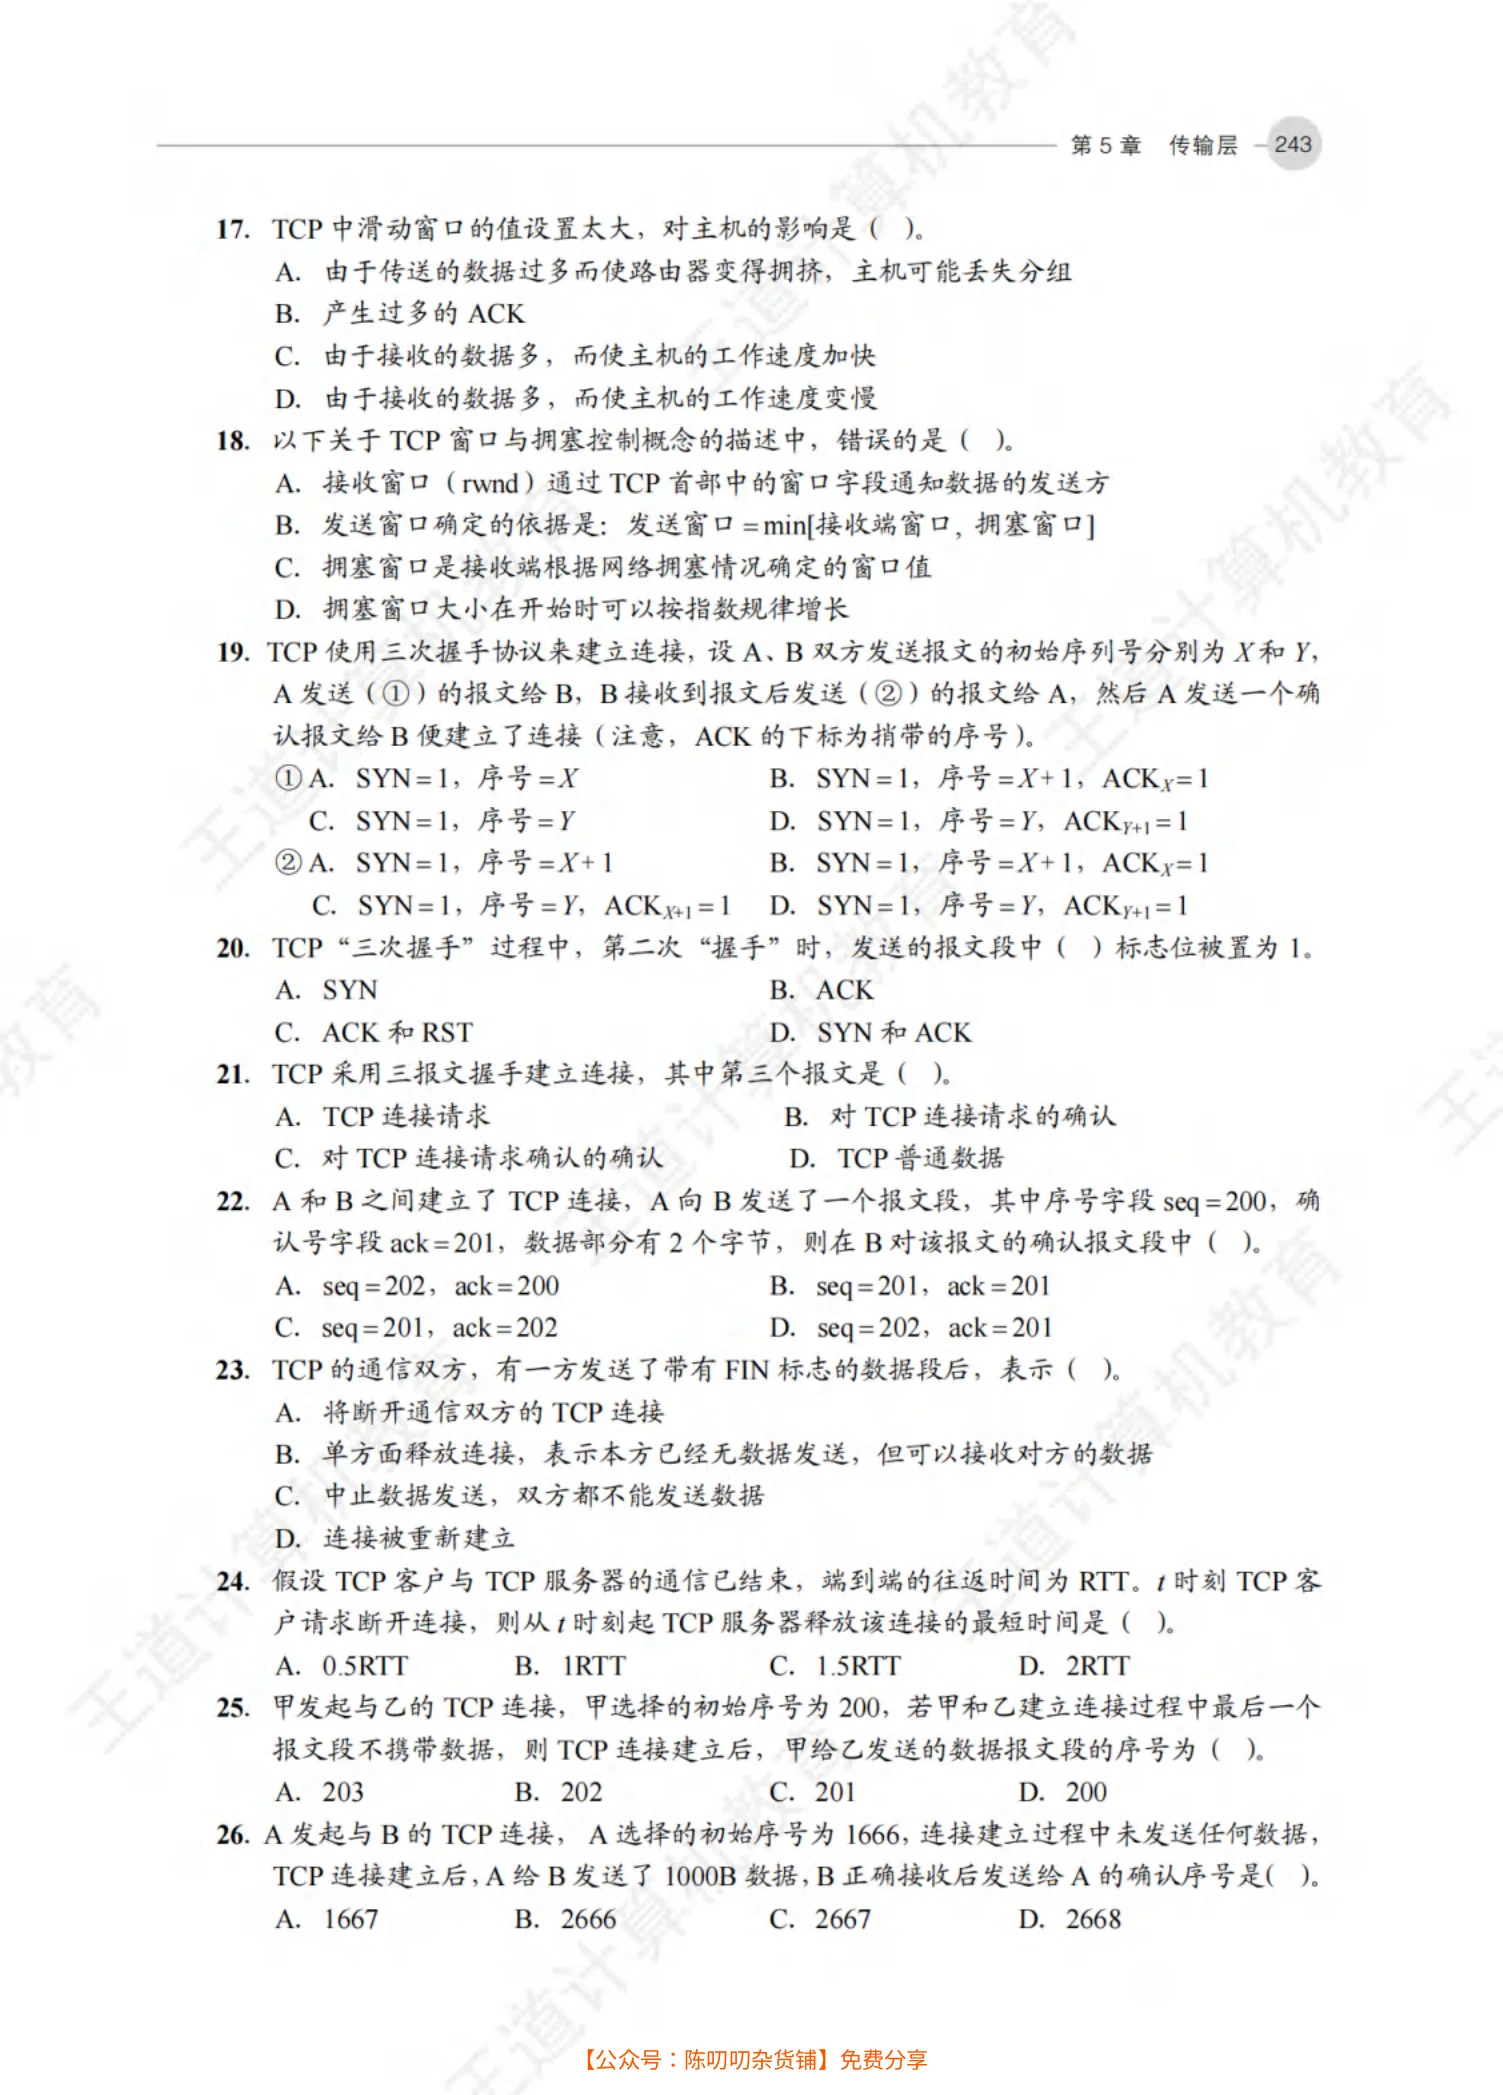 第 5 章 传输层 243
17. TCP 中滑动窗口的值设置太大，对主机的影响是（ ）。
A. 由于传送的数据过多而使路由器变得拥挤，主机可能丢失分组
B. 产生过多的 ACK
C. 由于接收的数据多，而使主机的工作速度加快
D. 由于接收的数据多，而使主机的工作速度变慢
18. 以下关于 TCP 窗口与拥塞控制概念的描述中，错误的是（ ）。
A. 接收窗口（rwnd）通过 TCP 首部中的窗口字段通知数据的发送方
B. 发送窗口确定的依据是：发送窗口 = min[接收端窗口, 拥塞窗口]
C. 拥塞窗口是接收端根据网络拥塞情况确定的窗口值
D. 拥塞窗口大小在开始时可以按指数规律增长
19. TCP 使用三次握手协议来建立连接，设 A、B 双方发送报文的初始序列号分别为 X 和 Y，
A 发送（①）的报文给 B，B 接收到报文后发送（②）的报文给 A，然后 A 发送一个确
认报文给 B 便建立了连接（注意，ACK 的下标为捎带的序号）。
① A. SYN = 1，序号 = X B. SYN = 1，序号 = X + 1，ACKX = 1
C. SYN = 1，序号 = Y D. SYN = 1，序号 = Y，ACKY+1 = 1
② A. SYN = 1，序号 = X + 1 B. SYN = 1，序号 = X + 1，ACKX = 1
C. SYN = 1，序号 = Y，ACKX+1 = 1 D. SYN = 1，序号 = Y，ACKY+1 = 1
20. TCP“三次握手”过程中，第二次“握手”时，发送的报文段中（ ）标志位被置为 1。
A. SYN B. ACK
C. ACK 和 RST D. SYN 和 ACK
21. TCP 采用三报文握手建立连接，其中第三个报文是（ ）。
A. TCP 连接请求 B. 对 TCP 连接请求的确认
C. 对 TCP 连接请求确认的确认 D. TCP 普通数据
22. A 和 B 之间建立了 TCP 连接，A 向 B 发送了一个报文段，其中序号字段 seq = 200，确
认号字段 ack = 201，数据部分有 2 个字节，则在 B 对该报文的确认报文段中（ ）。
A. seq = 202，ack = 200 B. seq = 201，ack = 201
C. seq = 201，ack = 202 D. seq = 202，ack = 201
23. TCP 的通信双方，有一方发送了带有 FIN 标志的数据段后，表示（ ）。
A. 将断开通信双方的 TCP 连接
B. 单方面释放连接，表示本方已经无数据发送，但可以接收对方的数据
C. 中止数据发送，双方都不能发送数据
D. 连接被重新建立
24. 假设 TCP 客户与 TCP 服务器的通信已结束，端到端的往返时间为 RTT。t 时刻 TCP 客
户请求断开连接，则从 t 时刻起 TCP 服务器释放该连接的最短时间是（ ）。
A. 0.5RTT B. 1RTT C. 1.5RTT D. 2RTT
25. 甲发起与乙的 TCP 连接，甲选择的初始序号为 200，若甲和乙建立连接过程中最后一个
报文段不携带数据，则 TCP 连接建立后，甲给乙发送的数据报文段的序号为（ ）。
A. 203 B. 202 C. 201 D. 200
26. A 发起与 B 的 TCP 连接，A 选择的初始序号为 1666，连接建立过程中未发送任何数据，
TCP 连接建立后，A 给 B 发送了 1000B 数据，B 正确接收后发送给 A 的确认序号是( )。
A. 1667 B. 2666 C. 2667 D. 2668
【公众号：陈叨叨杂货铺】免费分享
王道计算机教育